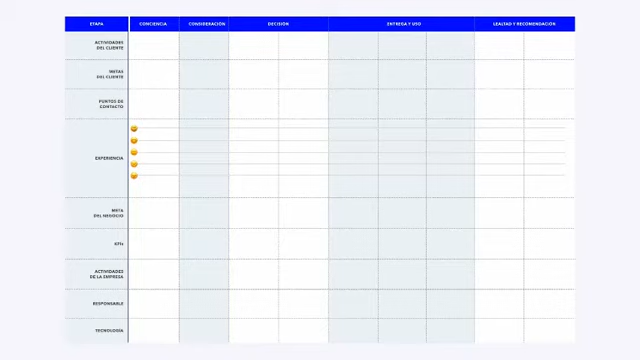 ETAPA
CONCIENCIA
CONSIDERACIÓN
DECISIÓN
ENTREGA Y USO
LEALTAD Y RECOMENDACIÓN
ACTIVIDADES
DEL CLIENTE
METAS
DEL CLIENTE
PUNTOS DE
CONTACTO
EXPERIENCIA
META
DEL NEGOCIO
KPIs
ACTIVIDADES
DE LA EMPRESA
RESPONSABLE
TECNOLOGÍA